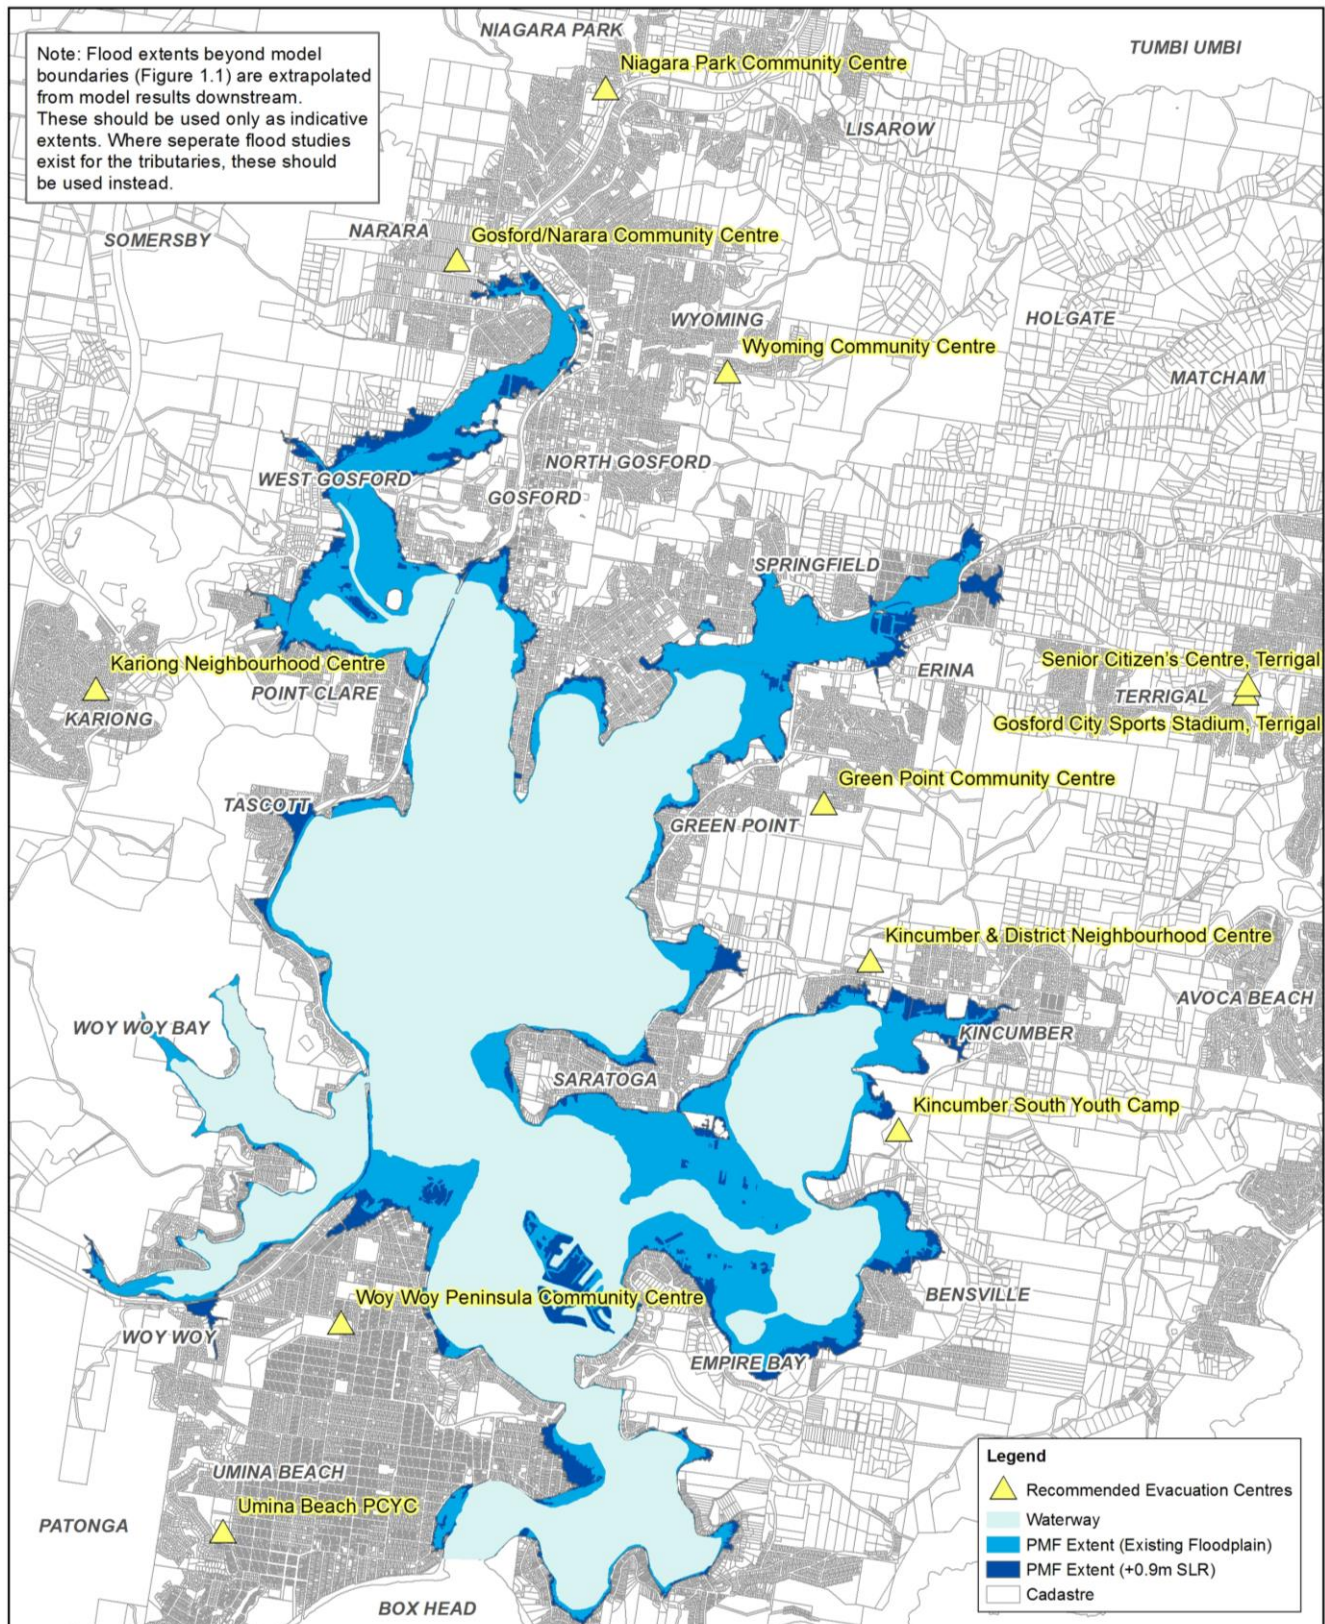 NIAGARA PARK
TUMBI UMBI
Note: Flood extents beyond model
boundaries (Figure 1.1) are extrapolated
from model results downstream.
These should be used only as indicative
extents. Where seperate flood studies
exist for the tributaries, these should
be used instead.
Niagara Park Community Centre
LISAROW
NARARA
Gosford/Narara Community Centre
SOMERSBY
WYOMING
HOLGATE
Wyoming Community Centre
MATCHAM
NORTH GOSFORD
WEST GOSFORD
GOSFORD
SPRINGFIELD
Kariong Neighbourhood Centre
Senior Citizen's Centre, Terrigal
ERINA
POINT CLARE
TERRIGAL
KARIONG
Gosford City Sports Stadium, Terrigal
Green Point Community Centre
TASCOTT
GREEN POINT
Kincumber & District Neighbourhood Centre
AVOCA BEACH
WOY WOY BAY
KINCUMBER
SARATOGA
Kincumber South Youth Camp
BENSVILLE
Woy Woy Peninsula Community Centre
WOY WOY
EMPIRE BAY
UMINA BEACH
Umina Beach PCYC
PATONGA
BOX HEAD
Legend
Recommended Evacuation Centres
Waterway
PMF Extent (Existing Floodplain)
PMF Extent (+0.9m SLR)
Cadastre